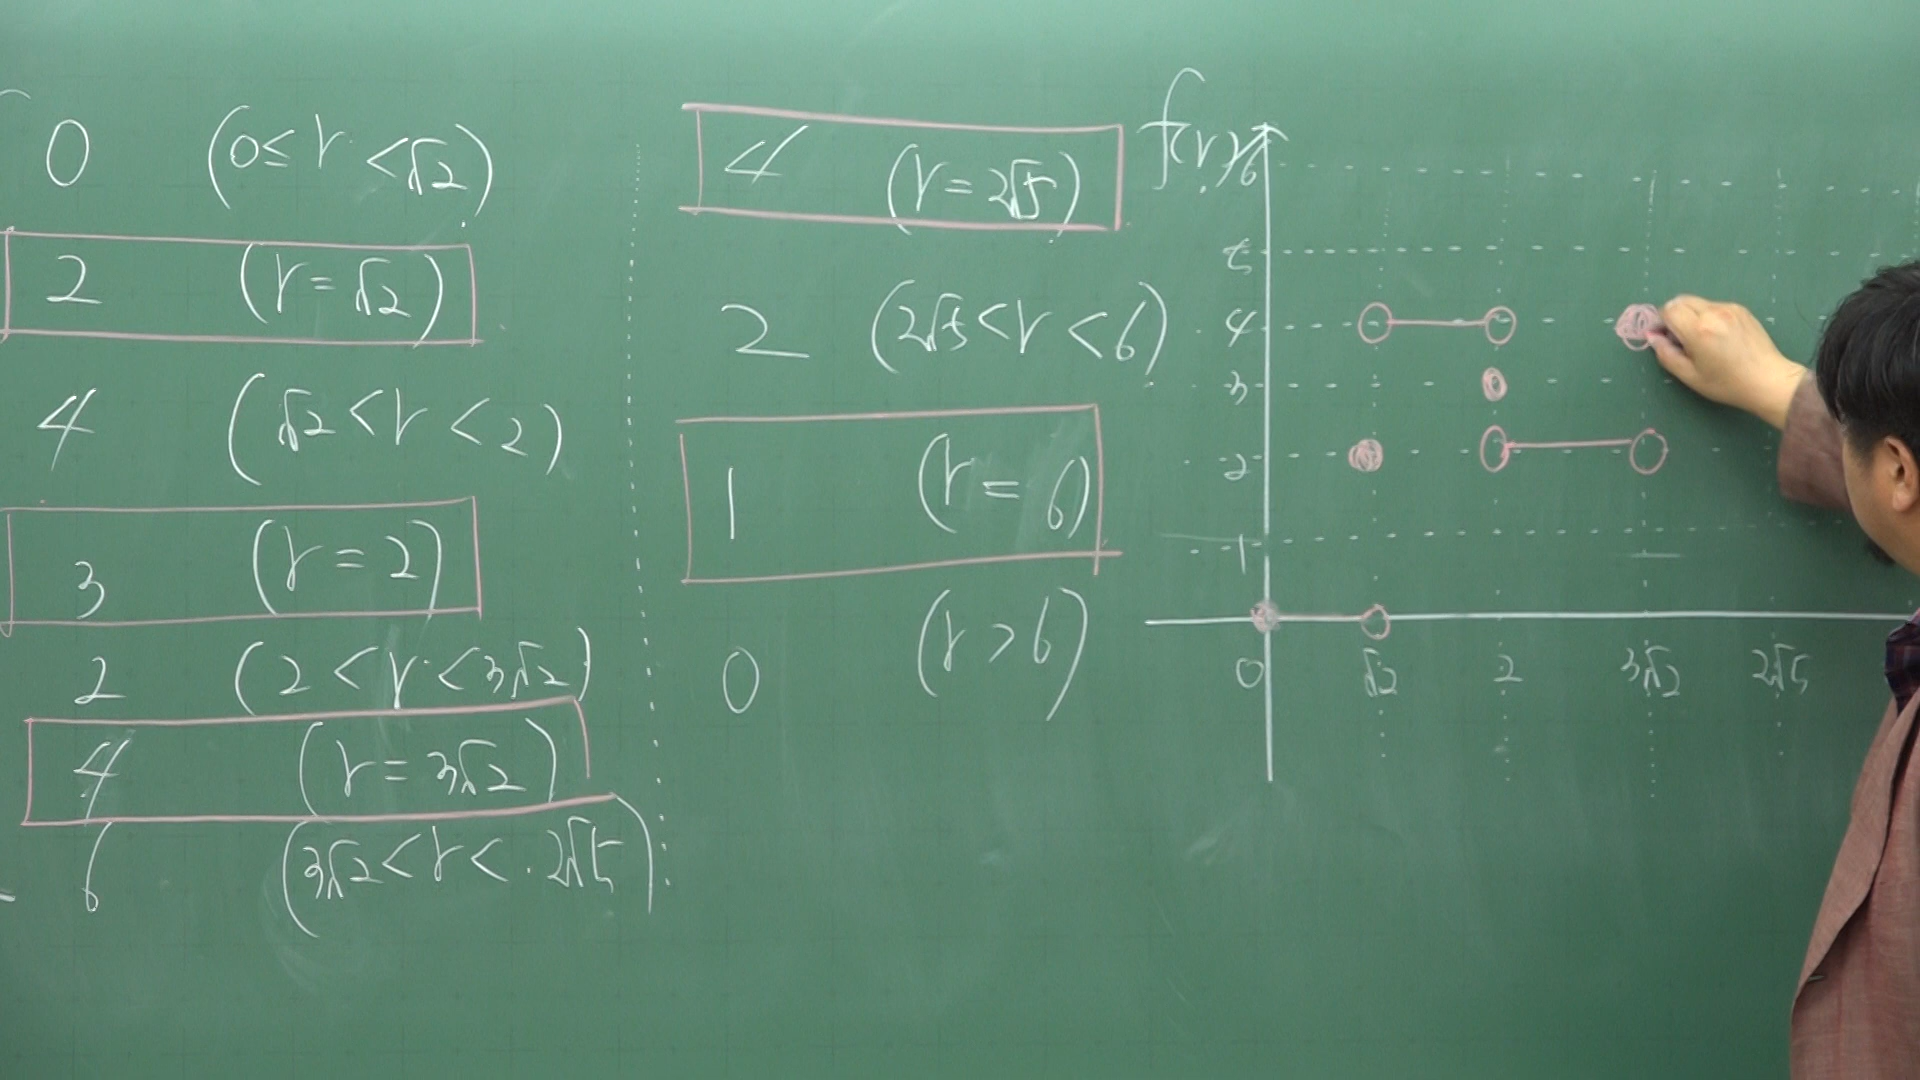 0 (0≤r<√2)
2 (r=√2)
4 (√2<r<2)
3 (r=2)
2 (2<r<3√2)
4 (r=3√2)
6 (3√2<r<2√5)
4 (r=2√5)
2 (2√5<r<6)
1 (r=6)
0 (r>6)
f(r)
6
5
4
3
2
1
0 √2 2 3√2 2√5